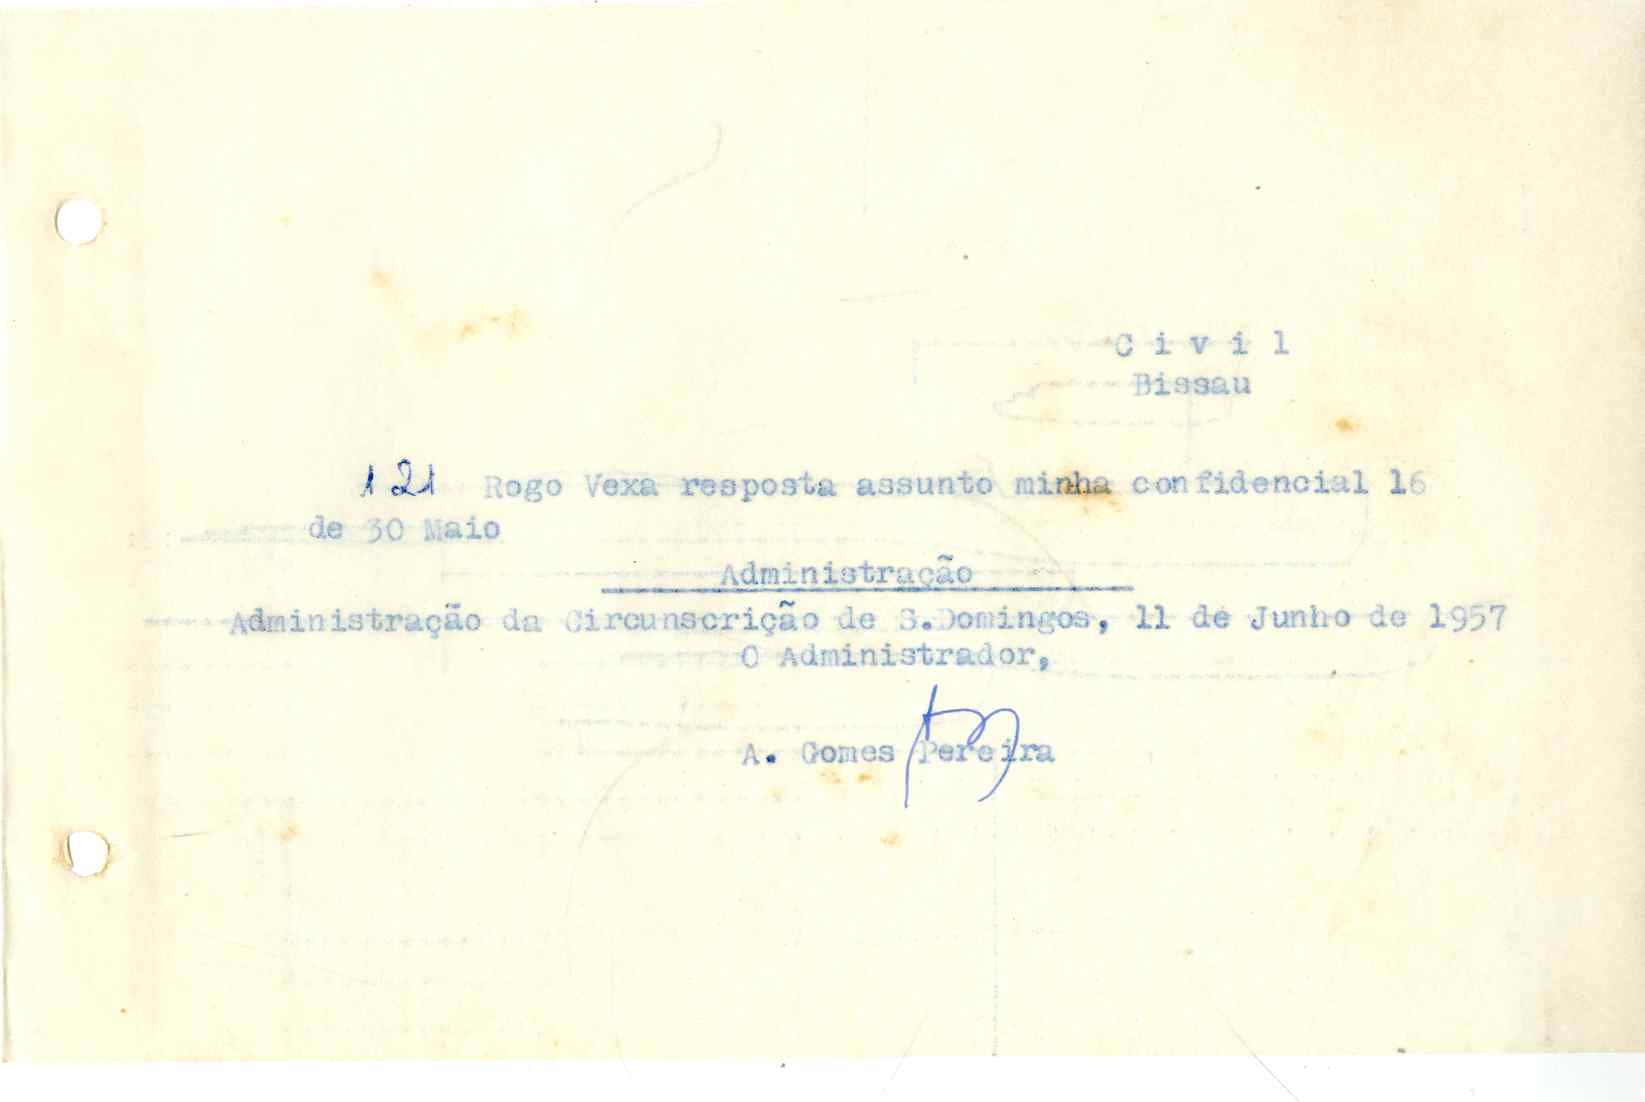 C i v i l
Bissau
121 Rogo Vexa resposta assunto minha confidencial 16
de 30 Maio
Administração
Administração da Circunscrição de S.Domingos, 11 de Junho de 1957
O Administrador,
A. Gomes Pereira